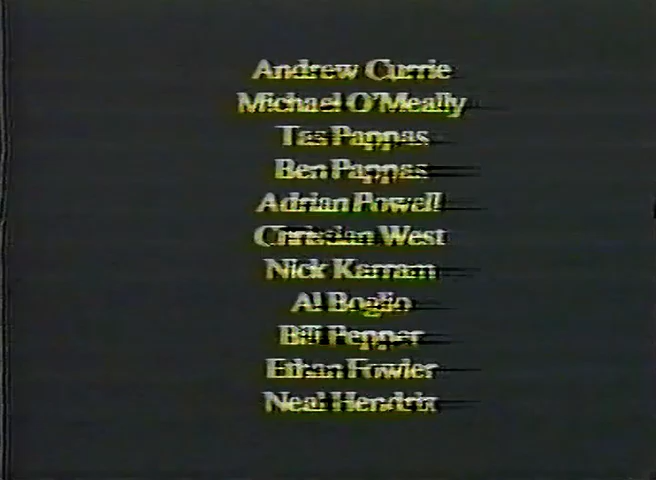 Andrew Currie
Michael O'Meally
Tas Pappas
Ben Pappas
Adrian Powell
Christian West
Nick Karram
Al Boglio
Bill Pepper
Ethan Fowler
Neal Hendrix